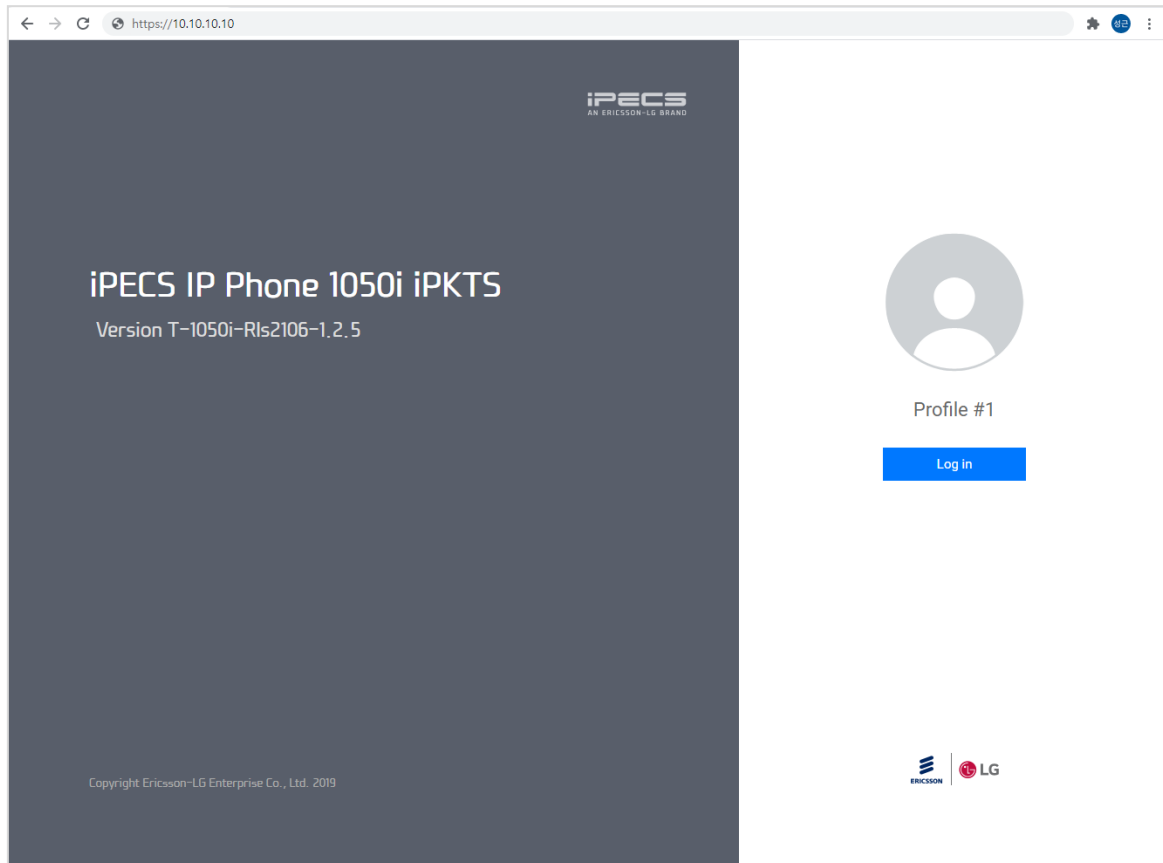 https://10.10.10.10
성근
iPECS
AN ERICSSON-LG BRAND
iPECS IP Phone 1050i iPKTS
Version T-1050i-Rls2106-1.2.5
Profile #1
Log in
Copyright Ericsson-LG Enterprise Co., Ltd. 2019
ERICSSON
LG